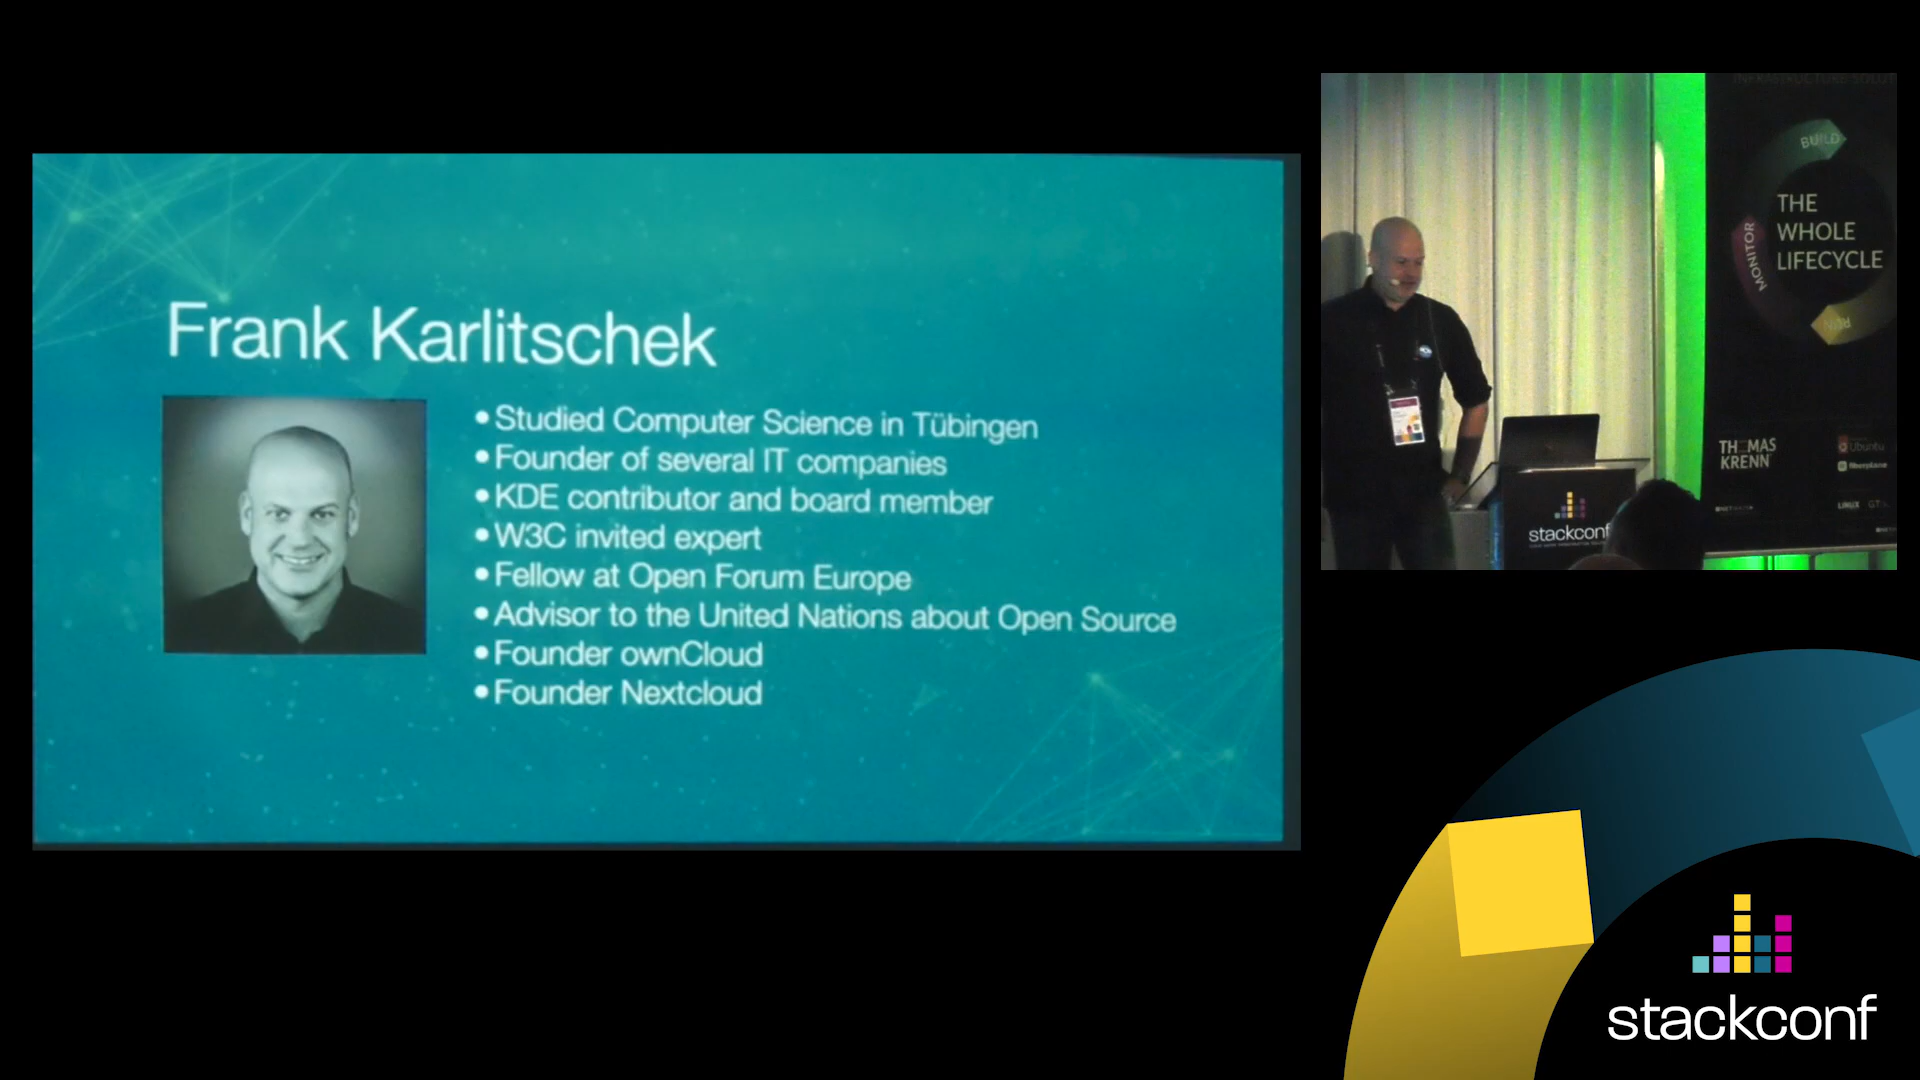 Frank Karlitschek
• Studied Computer Science in Tübingen
• Founder of several IT companies
• KDE contributor and board member
• W3C invited expert
• Fellow at Open Forum Europe
• Advisor to the United Nations about Open Source
• Founder ownCloud
• Founder Nextcloud
BUILD
THE
WHOLE
LIFECYCLE
MONITOR
RUN
THOMAS
KRENN
Ubuntu
LINUX
stackconf
stackconf